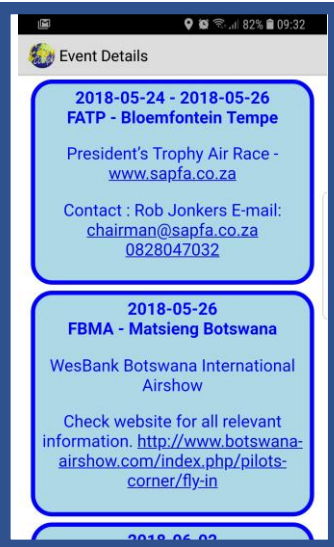 82% 09:32
Event Details
2018-05-24 - 2018-05-26
FATP - Bloemfontein Tempe
President's Trophy Air Race -
www.sapfa.co.za
Contact : Rob Jonkers E-mail:
chairman@sapfa.co.za
0828047032
2018-05-26
FBMA - Matsieng Botswana
WesBank Botswana International
Airshow
Check website for all relevant
information. http://www.botswana-
airshow.com/index.php/pilots-
corner/fly-in
2018-06-02